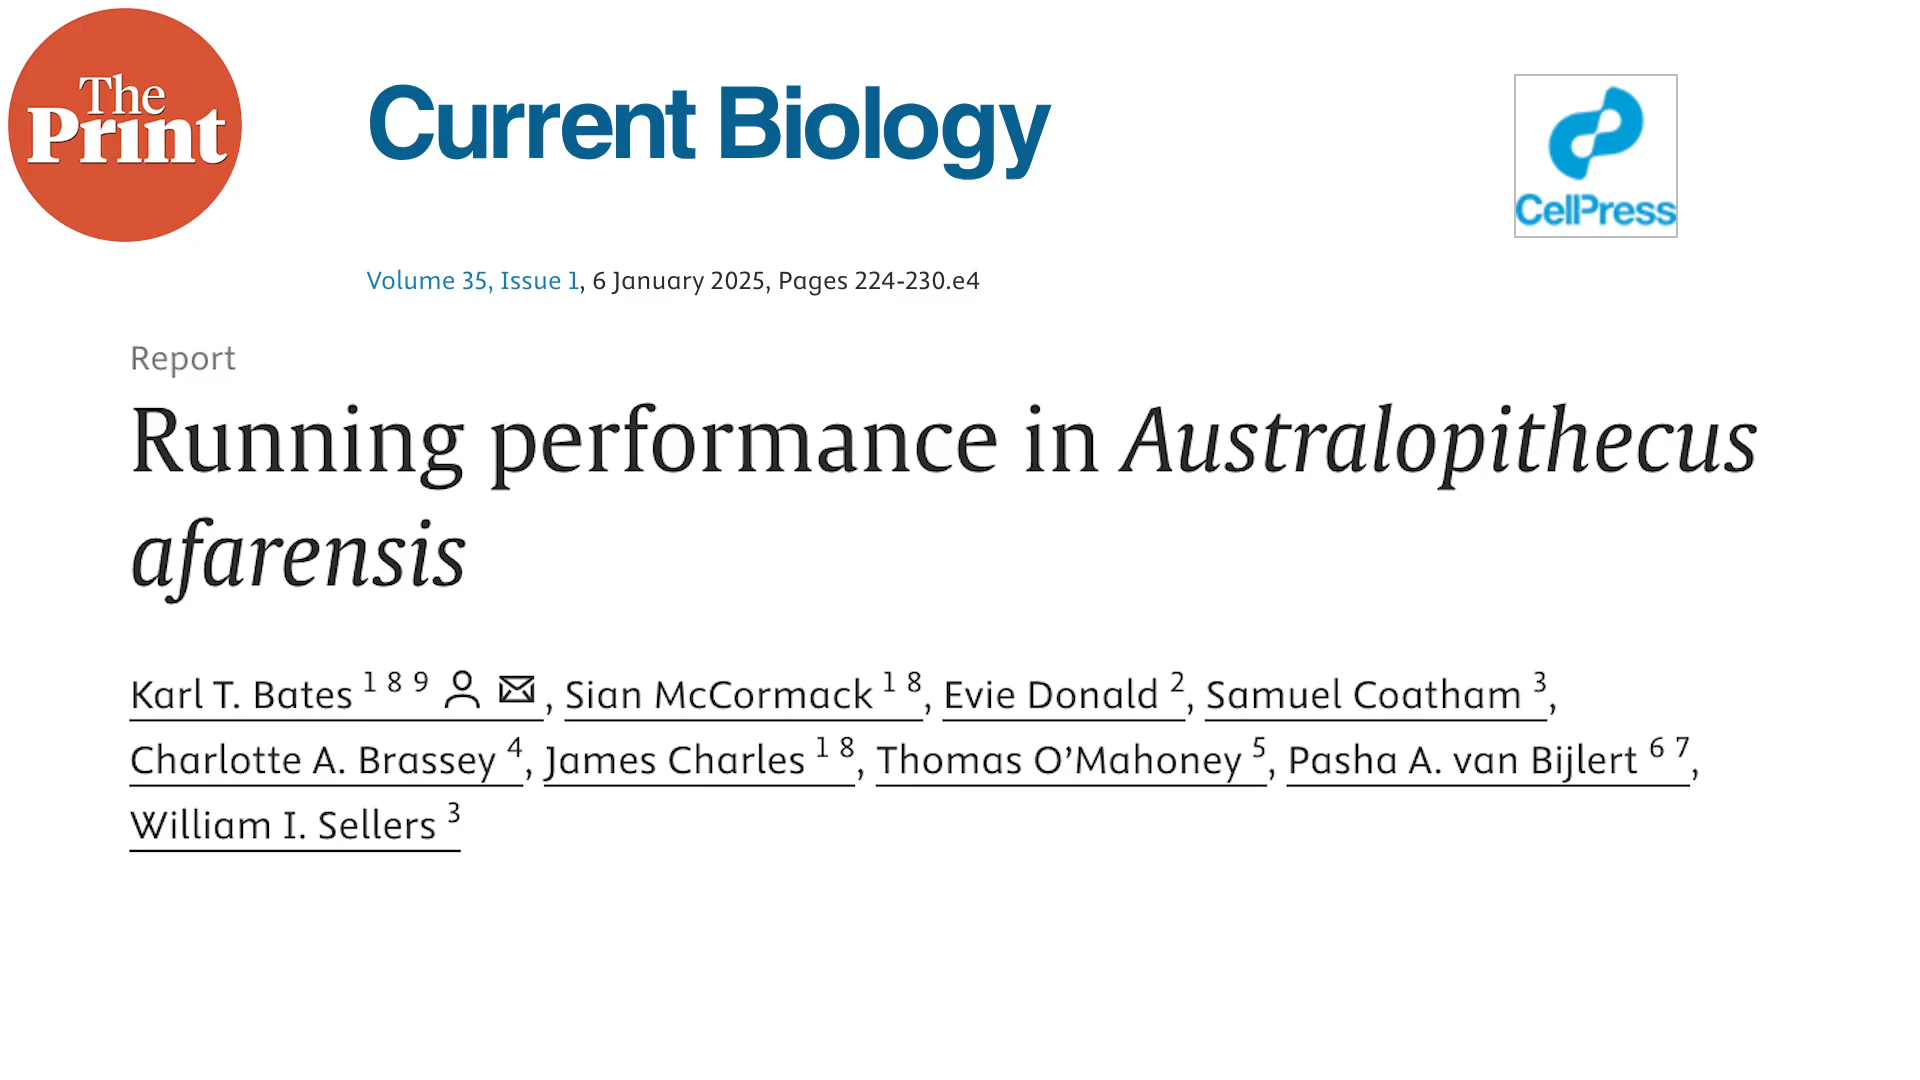 The
Print
Current Biology
CellPress
Volume 35, Issue 1, 6 January 2025, Pages 224-230.e4
Report
Running performance in Australopithecus
afarensis
Karl T. Bates 1 8 9, Sian McCormack 1 8, Evie Donald 2, Samuel Coatham 3,
Charlotte A. Brassey 4, James Charles 1 8, Thomas O’Mahoney 5, Pasha A. van Bijlert 6 7,
William I. Sellers 3